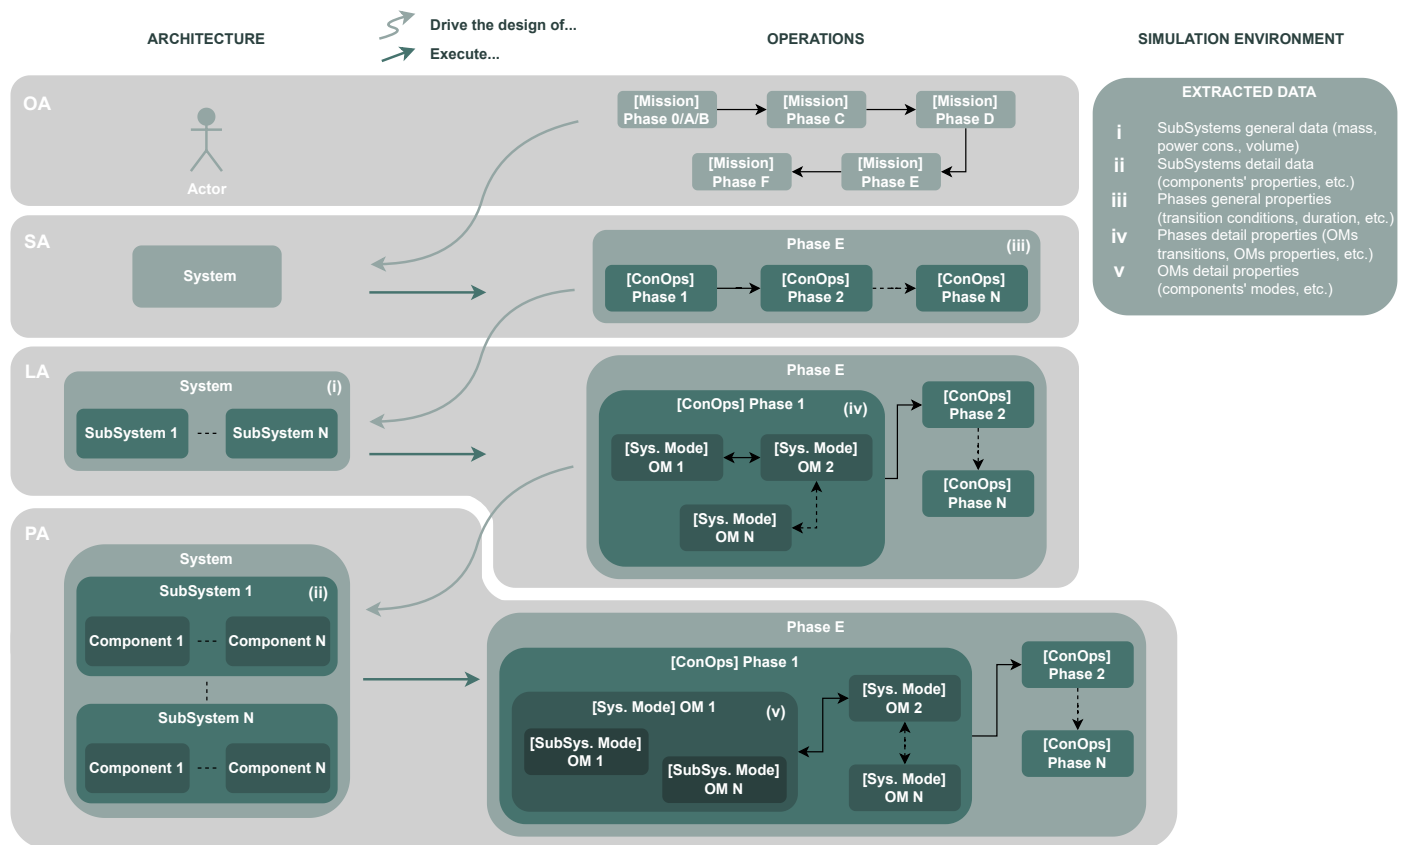 ARCHITECTURE
Drive the design of...
Execute...
OPERATIONS
SIMULATION ENVIRONMENT
OA
Actor
[Mission]
Phase 0/A/B
[Mission]
Phase C
[Mission]
Phase D
[Mission]
Phase F
[Mission]
Phase E
EXTRACTED DATA
i
SubSystems general data (mass,
power cons., volume)
ii
SubSystems detail data
(components' properties, etc.)
iii
Phases general properties
(transition conditions, duration, etc.)
iv
Phases detail properties (OMs
transitions, OMs properties, etc.)
v
OMs detail properties
(components' modes, etc.)
SA
System
Phase E
(iii)
[ConOps]
Phase 1
[ConOps]
Phase 2
[ConOps]
Phase N
LA
System
(i)
SubSystem 1
SubSystem N
Phase E
[ConOps] Phase 1
(iv)
[Sys. Mode]
OM 1
[Sys. Mode]
OM 2
[Sys. Mode]
OM N
[ConOps]
Phase 2
[ConOps]
Phase N
PA
System
SubSystem 1
(ii)
Component 1
Component N
SubSystem N
Component 1
Component N
Phase E
[ConOps] Phase 1
[Sys. Mode] OM 1
(v)
[SubSys. Mode]
OM 1
[SubSys. Mode]
OM N
[Sys. Mode]
OM 2
[Sys. Mode]
OM N
[ConOps]
Phase 2
[ConOps]
Phase N